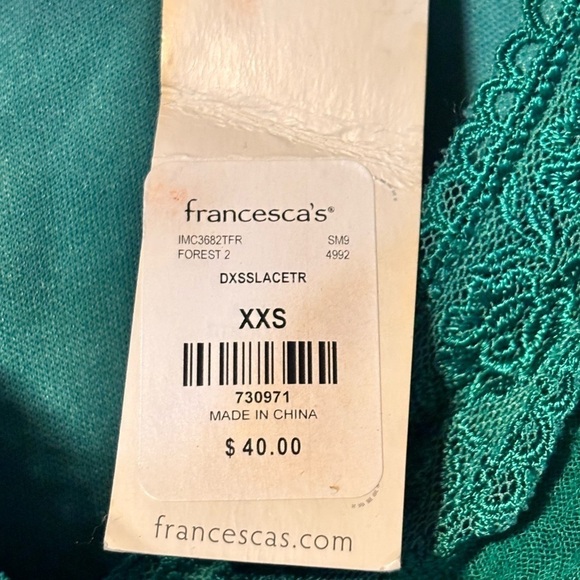 francesca's®
IMC3682TFR SM9
FOREST 2 4992
DXSSLACETR
XXS
730971
MADE IN CHINA
$ 40.00
francescas.com